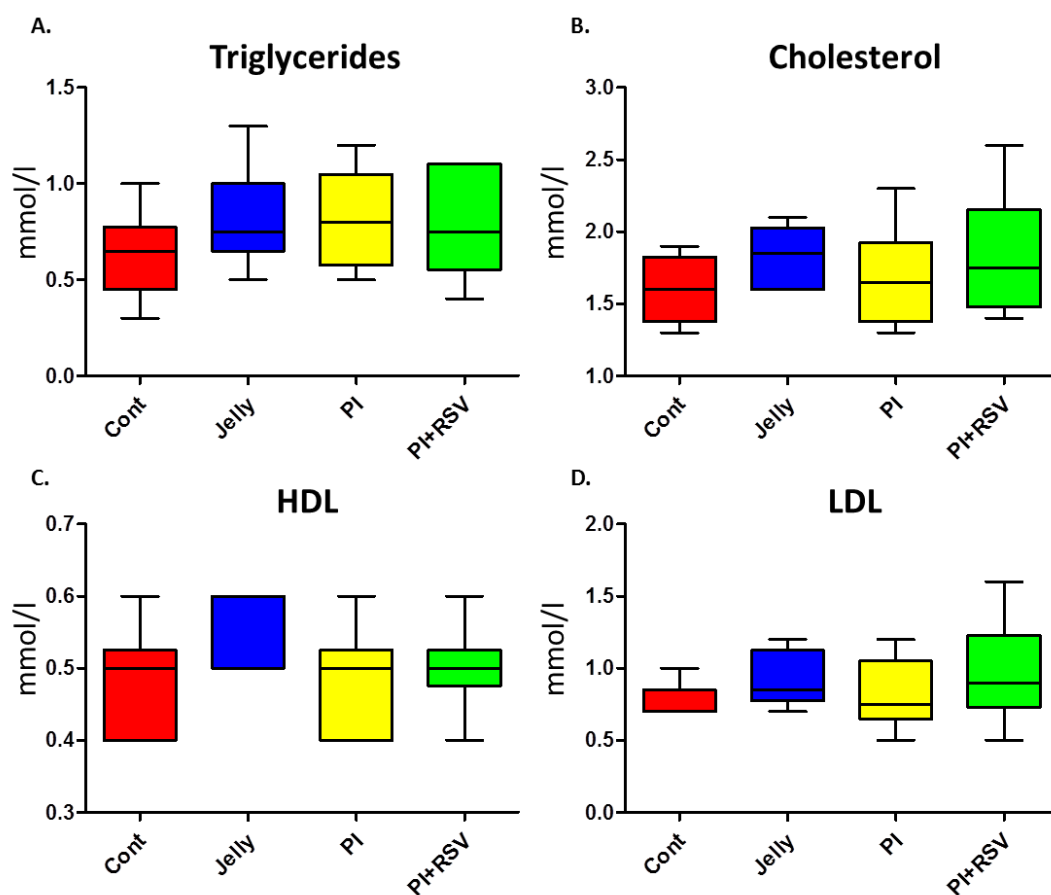 A.
Triglycerides
mmol/l
1.5
1.0
0.5
0.0
Cont
Jelly
PI
PI+RSV
B.
Cholesterol
mmol/l
3.0
2.5
2.0
1.5
1.0
Cont
Jelly
PI
PI+RSV
C.
HDL
mmol/l
0.7
0.6
0.5
0.4
0.3
Cont
Jelly
PI
PI+RSV
D.
LDL
mmol/l
2.0
1.5
1.0
0.5
0.0
Cont
Jelly
PI
PI+RSV